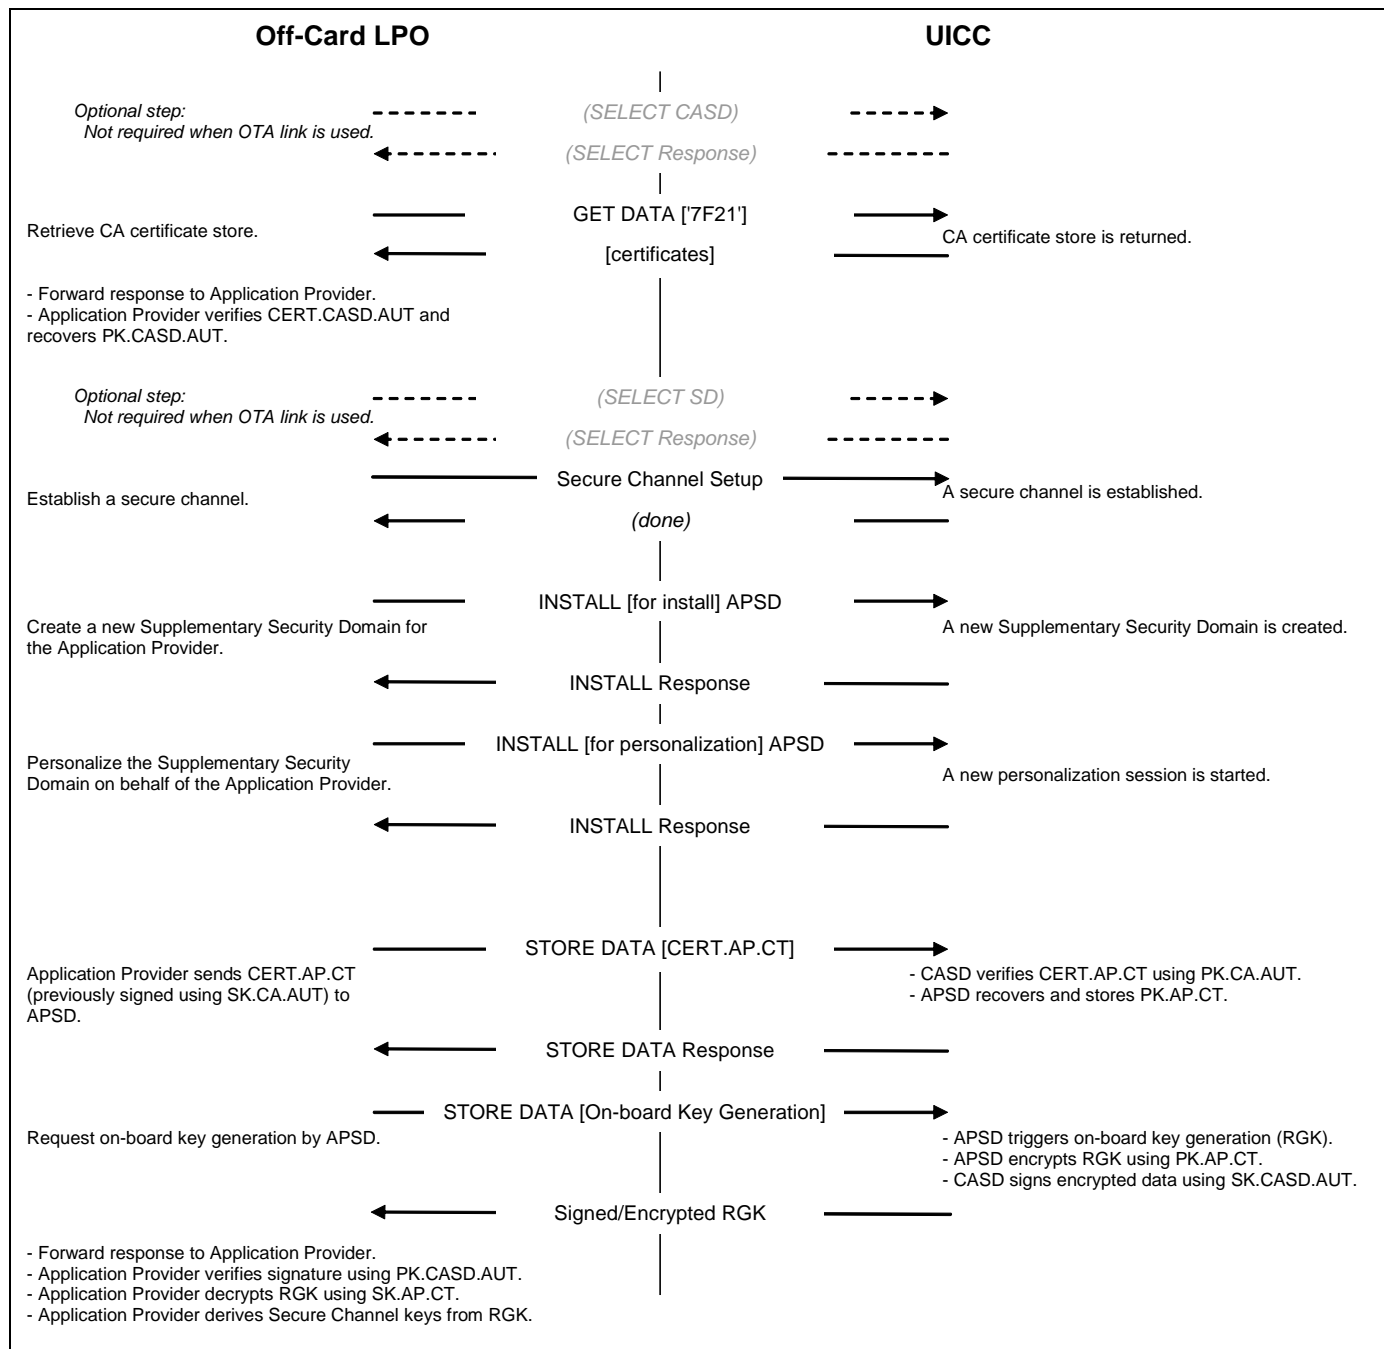 Off-Card LPO
UICC
Optional step:
Not required when OTA link is used.
(SELECT CASD)
(SELECT Response)
GET DATA ['7F21']
Retrieve CA certificate store.
CA certificate store is returned.
[certificates]
- Forward response to Application Provider.
- Application Provider verifies CERT.CASD.AUT and
recovers PK.CASD.AUT.
Optional step:
Not required when OTA link is used.
(SELECT SD)
(SELECT Response)
Secure Channel Setup
Establish a secure channel.
A secure channel is established.
(done)
INSTALL [for install] APSD
Create a new Supplementary Security Domain for
the Application Provider.
A new Supplementary Security Domain is created.
INSTALL Response
INSTALL [for personalization] APSD
Personalize the Supplementary Security
Domain on behalf of the Application Provider.
A new personalization session is started.
INSTALL Response
STORE DATA [CERT.AP.CT]
Application Provider sends CERT.AP.CT
(previously signed using SK.CA.AUT) to
APSD.
- CASD verifies CERT.AP.CT using PK.CA.AUT.
- APSD recovers and stores PK.AP.CT.
STORE DATA Response
STORE DATA [On-board Key Generation]
Request on-board key generation by APSD.
- APSD triggers on-board key generation (RGK).
- APSD encrypts RGK using PK.AP.CT.
- CASD signs encrypted data using SK.CASD.AUT.
Signed/Encrypted RGK
- Forward response to Application Provider.
- Application Provider verifies signature using PK.CASD.AUT.
- Application Provider decrypts RGK using SK.AP.CT.
- Application Provider derives Secure Channel keys from RGK.